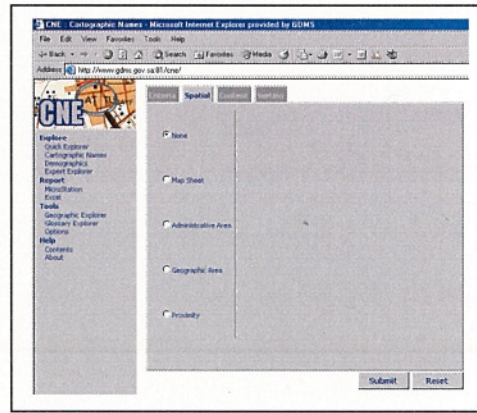 CNE : Cartographic Names - Microsoft Internet Explorer provided by GDMS
File Edit View Favorites Tools Help
Back Search Favorites Media
Address http://www.gdms.gov.sa:81/cne/
Criteria Spatial Content
CNE
None
Explore
Quick Explorer
Cartographic Names
Demographics
Expert Explorer
Report
MicroStation
Excel
Map Sheet
Tools
Geographic Explorer
Glossary Explorer
Options
Help
Contents
About
Administrative Area
Geographic Area
Proximity
Submit Reset